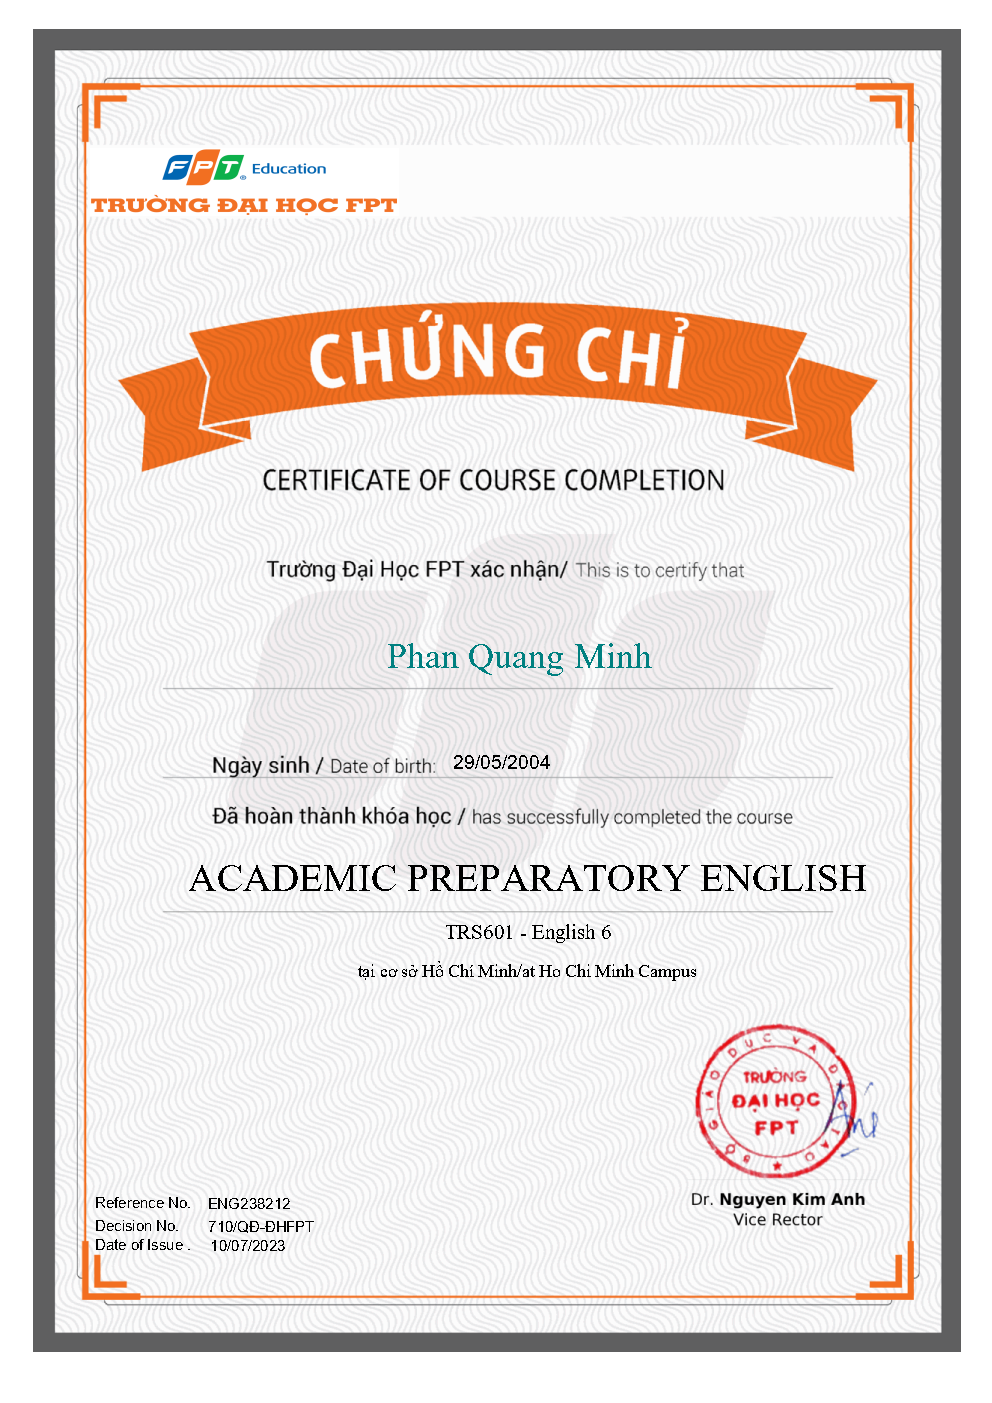 FPT Education
TRƯỜNG ĐẠI HỌC FPT
CHỨNG CHỈ
CERTIFICATE OF COURSE COMPLETION
Trường Đại Học FPT xác nhận/ This is to certify that
Phan Quang Minh
Ngày sinh / Date of birth: 29/05/2004
Đã hoàn thành khóa học / has successfully completed the course
ACADEMIC PREPARATORY ENGLISH
TRS601 - English 6
tại cơ sở Hồ Chí Minh/at Ho Chi Minh Campus
BỘ GIÁO DỤC VÀ ĐÀO TẠO
TRƯỜNG
ĐẠI HỌC
FPT
Dr. Nguyen Kim Anh
Vice Rector
Reference No. ENG238212
Decision No. 710/QĐ-ĐHFPT
Date of Issue . 10/07/2023